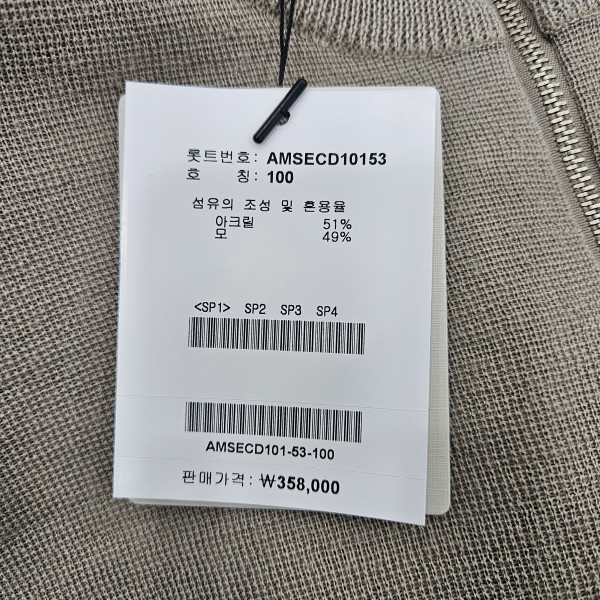 롯트번호: AMSECD10153
호 칭: 100
섬유의 조성 및 혼용율
아크릴 51%
모 49%
<SP1> SP2 SP3 SP4
AMSECD101-53-100
판매가격: ₩358,000